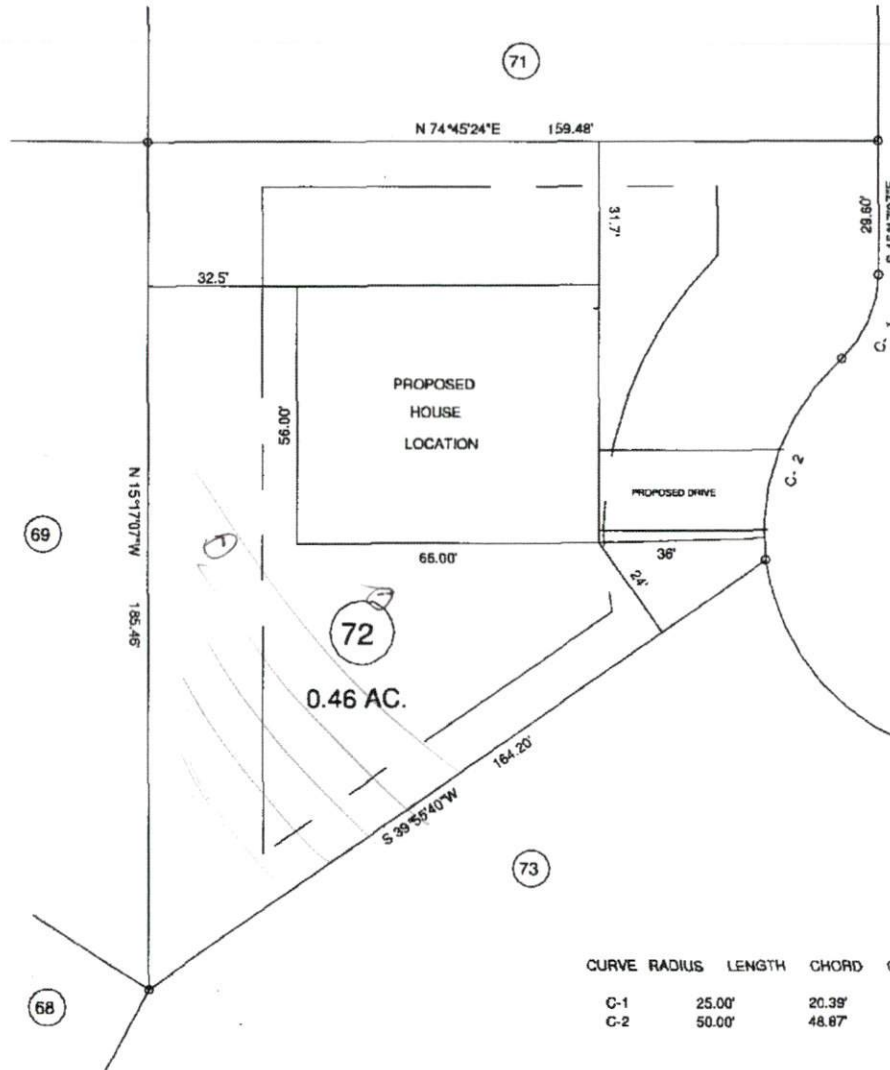 71
N 74°45'24"E 159.48'
29.60'
31.7'
32.5'
C-
PROPOSED
HOUSE
LOCATION
56.00'
C-2
N 15°17'07"W 185.46'
PROPOSED DRIVE
69
66.00'
36'
24'
72
0.46 AC.
164.20'
S 39°55'40"W
73
CURVE RADIUS LENGTH CHORD
C-1 25.00' 20.39'
C-2 50.00' 48.87'
68